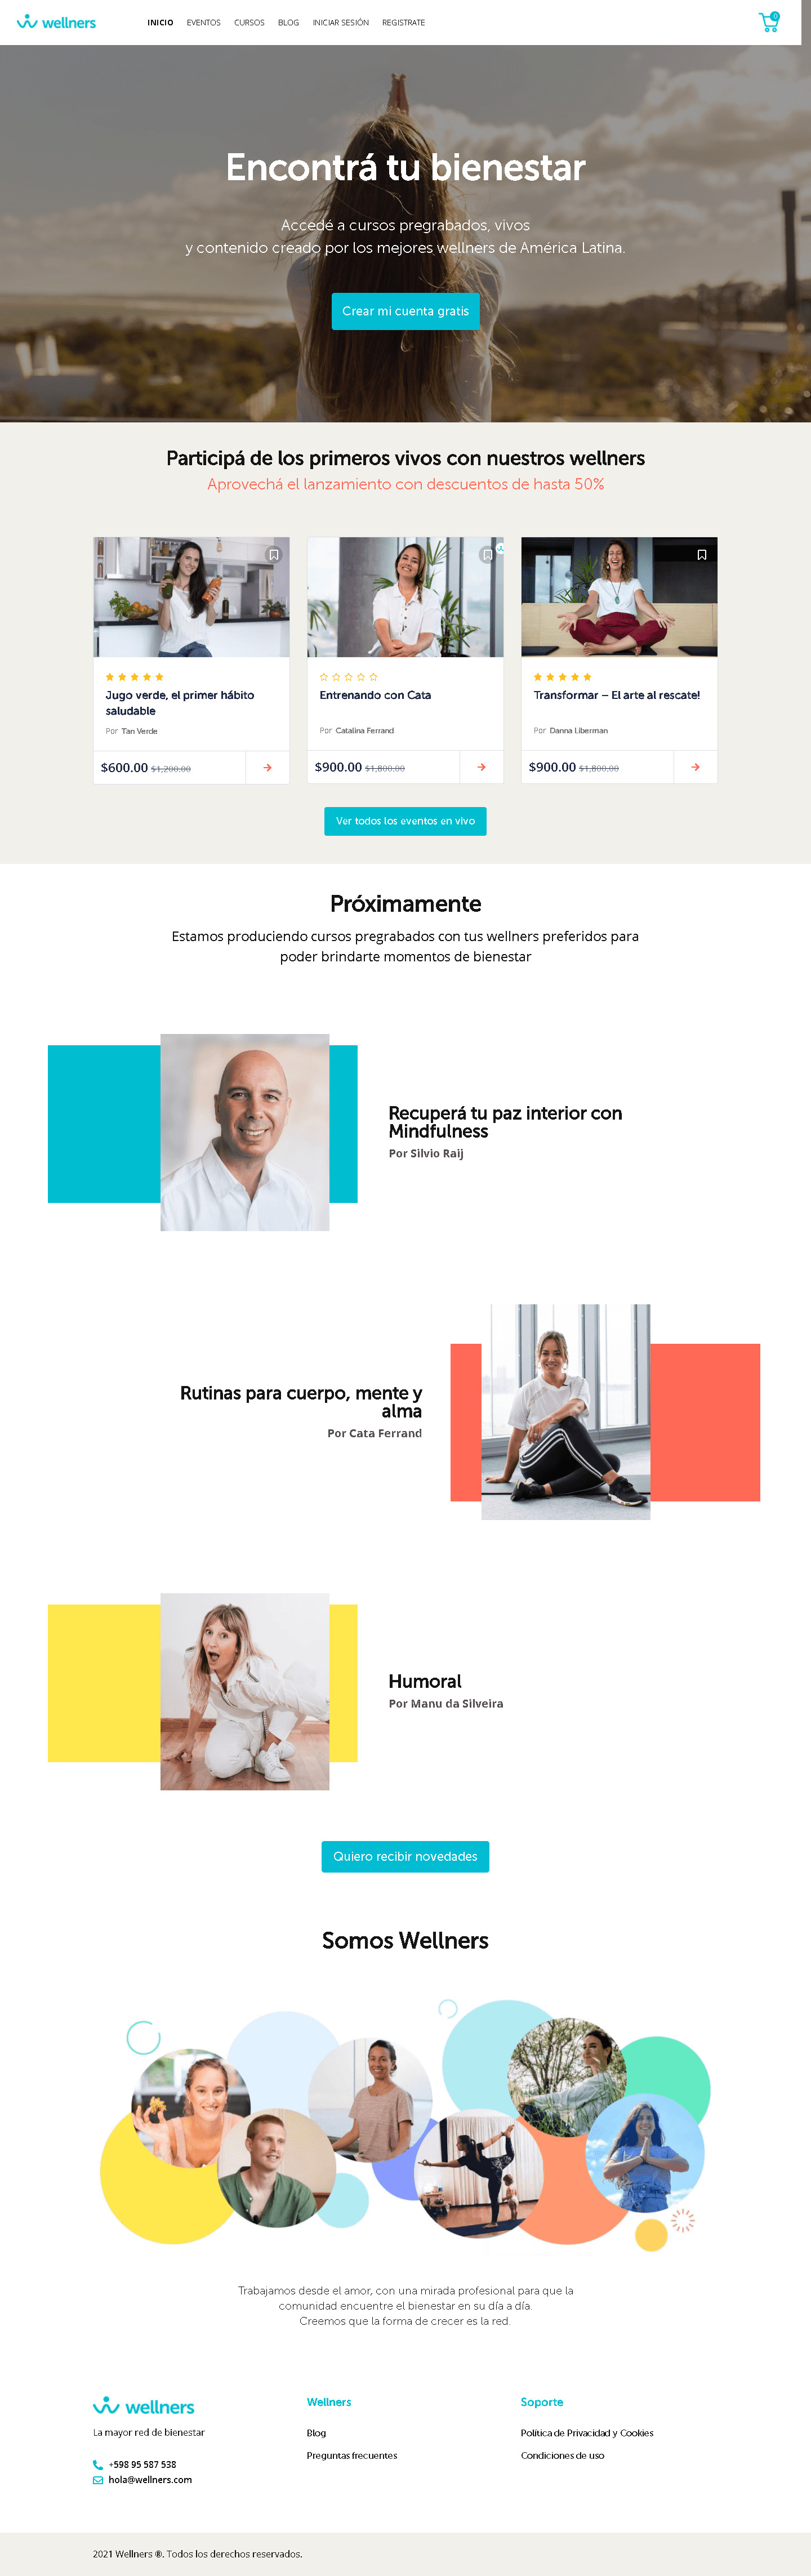 wellners
INICIO EVENTOS CURSOS BLOG INICIAR SESIÓN REGISTRATE
0
Encontrá tu bienestar
Accedé a cursos pregrabados, vivos
y contenido creado por los mejores wellners de América Latina.
Crear mi cuenta gratis
Participá de los primeros vivos con nuestros wellners
Aprovechá el lanzamiento con descuentos de hasta 50%
Jugo verde, el primer hábito
saludable
Por Tan Verde
$600.00 $1,200.00
Entrenando con Cata
Por Catalina Ferrand
$900.00 $1,800.00
Transformar – El arte al rescate!
Por Danna Liberman
$900.00 $1,800.00
Ver todos los eventos en vivo
Próximamente
Estamos produciendo cursos pregrabados con tus wellners preferidos para
poder brindarte momentos de bienestar
Recuperá tu paz interior con
Mindfulness
Por Silvio Raij
Rutinas para cuerpo, mente y
alma
Por Cata Ferrand
Humoral
Por Manu da Silveira
Quiero recibir novedades
Somos Wellners
Trabajamos desde el amor, con una mirada profesional para que la
comunidad encuentre el bienestar en su día a día.
Creemos que la forma de crecer es la red.
wellners
La mayor red de bienestar
+598 95 587 538
hola@wellners.com
Wellners
Blog
Preguntas frecuentes
Soporte
Política de Privacidad y Cookies
Condiciones de uso
2021 Wellners ®. Todos los derechos reservados.